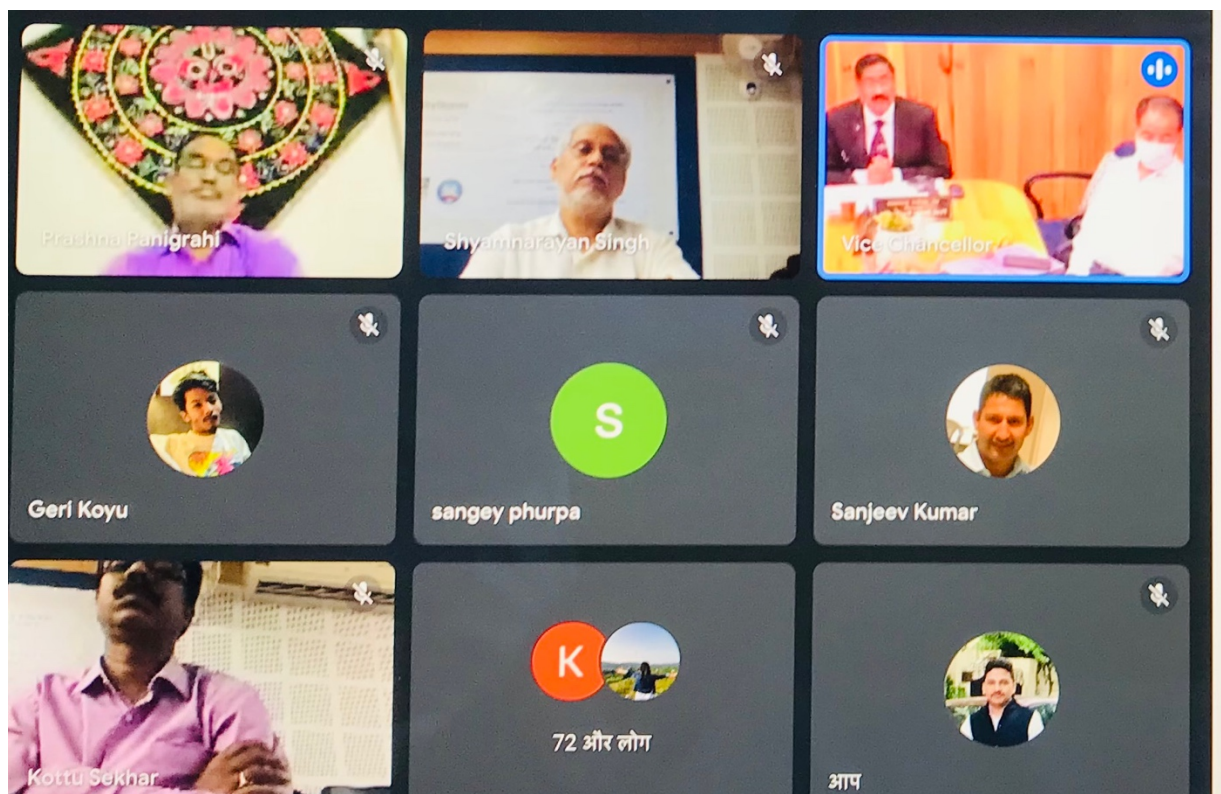 Prashna Panigrahi
Shyamnarayan Singh
Vice Chancellor
Geri Koyu
S
sangey phurpa
Sanjeev Kumar
Kottu Sekhar
K
72 और लोग
आप